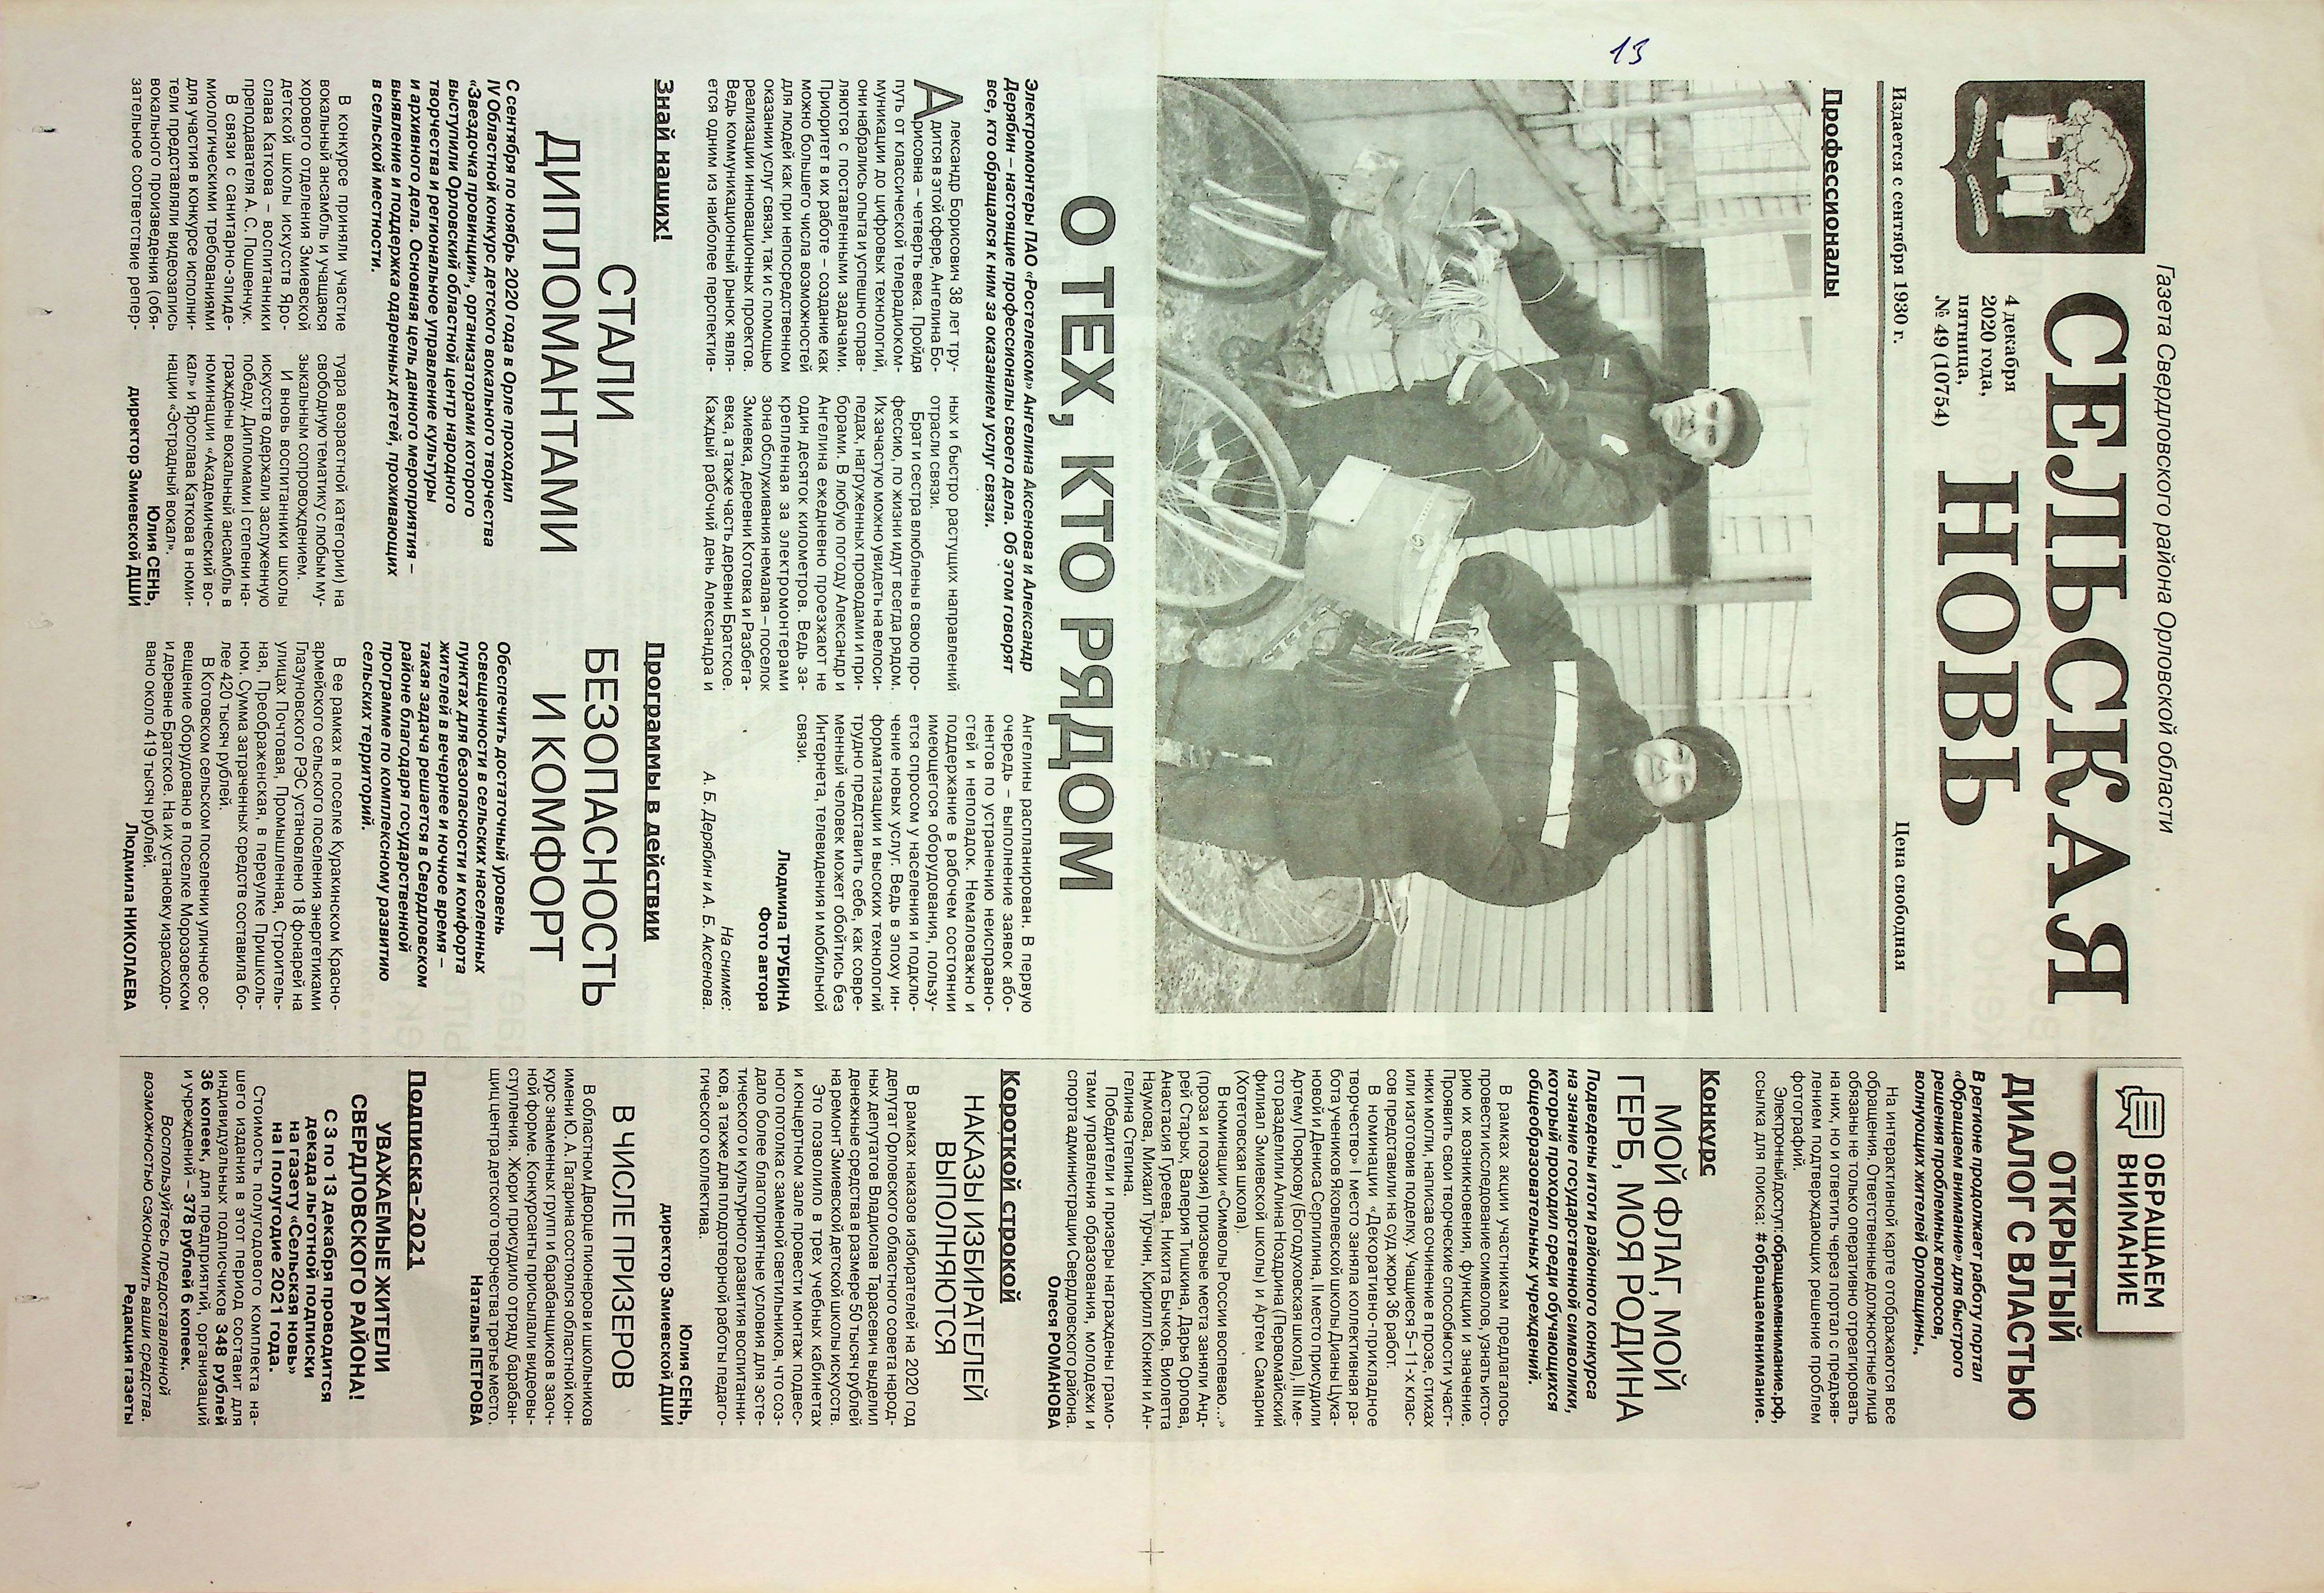 13
Газета Свердловского района Орловской области
СЕЛЬСКАЯ
НОВЬ
4 декабря
2020 года,
пятница,
№ 49 (10754)
Издается с сентября 1930 г.
Цена свободная
Профессионалы
О ТЕХ, КТО РЯДОМ
Электромонтеры ПАО «Ростелеком» Ангелина Аксенова и Александр
Дерябин – настоящие профессионалы своего дела. Об этом говорят
все, кто обращался к ним за оказанием услуг связи.
Александр Борисович 38 лет тру-
дится в этой сфере, Ангелина Бо-
рисовна – четверть века. Пройдя
путь от классической телерадиоком-
муникации до цифровых технологий,
они набрались опыта и успешно справ-
ляются с поставленными задачами.
Приоритет в их работе – создание как
можно большего числа возможностей
для людей как при непосредственном
оказании услуг связи, так и с помощью
реализации инновационных проектов.
Ведь коммуникационный рынок явля-
ется одним из наиболее перспектив-
ных и быстро растущих направлений
отрасли связи.
Брат и сестра влюблены в свою про-
фессию, по жизни идут всегда рядом.
Их зачастую можно увидеть на велоси-
педах, нагруженных проводами и при-
борами. В любую погоду Александр и
Ангелина ежедневно проезжают не
один десяток километров. Ведь за-
крепленная за электромонтерами
зона обслуживания немалая – поселок
Змиевка, деревни Котовка и Разбега-
евка, а также часть деревни Братское.
Каждый рабочий день Александра и
Ангелины распланирован. В первую
очередь – выполнение заявок або-
нентов по устранению неисправно-
стей и неполадок. Немаловажно и
поддержание в рабочем состоянии
имеющегося оборудования, пользу-
ется спросом у населения и подклю-
чение новых услуг. Ведь в эпоху ин-
форматизации и высоких технологий
трудно представить себе, как совре-
менный человек может обойтись без
Интернета, телевидения и мобильной
связи.
Людмила ТРУБИНА
Фото автора
На снимке:
А. Б. Дерябин и А. Б. Аксенова.
Знай наших!
СТАЛИ
ДИПЛОМАНТАМИ
С сентября по ноябрь 2020 года в Орле проходил
IV Областной конкурс детского вокального творчества
«Звездочка провинции», организаторами которого
выступили Орловский областной центр народного
творчества и региональное управление культуры
и архивного дела. Основная цель данного мероприятия –
выявление и поддержка одаренных детей, проживающих
в сельской местности.
В конкурсе приняли участие
вокальный ансамбль и учащаяся
хорового отделения Змиевской
детской школы искусств Яро-
слава Каткова – воспитанники
преподавателя А. С. Пошвенчук.
В связи с санитарно-эпиде-
миологическими требованиями
для участия в конкурсе исполни-
тели представляли видеозапись
вокального произведения (обя-
зательное соответствие репер-
туара возрастной категории) на
свободную тематику с любым му-
зыкальным сопровождением.
И вновь воспитанники школы
искусств одержали заслуженную
победу. Дипломами I степени на-
граждены вокальный ансамбль в
номинации «Академический во-
кал» и Ярослава Каткова в номи-
нации «Эстрадный вокал».
Юлия СЕНЬ,
директор Змиевской ДШИ
Программы в действии
БЕЗОПАСНОСТЬ
И КОМФОРТ
Обеспечить достаточный уровень
освещенности в сельских населенных
пунктах для безопасности и комфорта
жителей в вечернее и ночное время –
такая задача решается в Свердловском
районе благодаря государственной
программе по комплексному развитию
сельских территорий.
В ее рамках в поселке Куракинском Красно-
армейского сельского поселения энергетиками
Глазуновского РЭС установлено 18 фонарей на
улицах Почтовая, Промышленная, Строитель-
ная, Преображенская, в переулке Пришколь-
ном. Сумма затраченных средств составила бо-
лее 420 тысяч рублей.
В Котовском сельском поселении уличное ос-
вещение оборудовано в поселке Морозовском
и деревне Братское. На их установку израсходо-
вано около 419 тысяч рублей.
Людмила НИКОЛАЕВА
ОБРАЩАЕМ
ВНИМАНИЕ
ОТКРЫТЫЙ
ДИАЛОГ С ВЛАСТЬЮ
В регионе продолжает работу портал
«Обращаем внимание» для быстрого
решения проблемных вопросов,
волнующих жителей Орловщины.,
На интерактивной карте отображаются все
обращения. Ответственные должностные лица
обязаны не только оперативно отреагировать
на них, но и ответить через портал с предъяв-
лением подтверждающих решение проблем
фотографий.
Электронный доступ: обращаемвнимание.рф,
ссылка для поиска: #обращаемвнимание.
Конкурс
МОЙ ФЛАГ, МОЙ
ГЕРБ, МОЯ РОДИНА
Подведены итоги районного конкурса
на знание государственной символики,
который проходил среди обучающихся
общеобразовательных учреждений.
В рамках акции участникам предлагалось
провести исследование символов, узнать исто-
рию их возникновения, функции и значение.
Проявить свои творческие способности участ-
ники могли, написав сочинение в прозе, стихах
или изготовив поделку. Учащиеся 5–11-х клас-
сов представили на суд жюри 36 работ.
В номинации «Декоративно-прикладное
творчество» I место заняла коллективная ра-
бота учеников Яковлевской школы Дианы Цука-
новой и Дениса Серпилина, II место присудили
Артему Пояркову (Богодуховская школа), III ме-
сто разделили Алина Ноздрина (Первомайский
филиал Змиевской школы) и Артем Самарин
(Хотетовская школа).
В номинации «Символы России воспеваю...»
(проза и поэзия) призовые места заняли Анд-
рей Старых, Валерия Тишкина, Дарья Орлова,
Анастасия Гуреева, Никита Бычков, Виолетта
Наумова, Михаил Турчин, Кирилл Конкин и Ан-
гелина Степина.
Победители и призеры награждены грамо-
тами управления образования, молодежи и
спорта администрации Свердловского района.
Олеся РОМАНОВА
Короткой строкой
НАКАЗЫ ИЗБИРАТЕЛЕЙ
ВЫПОЛНЯЮТСЯ
В рамках наказов избирателей на 2020 год
депутат Орловского областного совета народ-
ных депутатов Владислав Тарасевич выделил
денежные средства в размере 50 тысяч рублей
на ремонт Змиевской детской школы искусств.
Это позволило в трех учебных кабинетах
и концертном зале провести монтаж подвес-
ного потолка с заменой светильников, что соз-
дало более благоприятные условия для эсте-
тического и культурного развития воспитанни-
ков, а также для плодотворной работы педаго-
гического коллектива.
Юлия СЕНЬ,
директор Змиевской ДШИ
В ЧИСЛЕ ПРИЗЕРОВ
В областном Дворце пионеров и школьников
имени Ю. А. Гагарина состоялся областной кон-
курс знаменных групп и барабанщиков в заоч-
ной форме. Конкурсанты присылали видеовы-
ступления. Жюри присудило отряду барабан-
щиц центра детского творчества третье место.
Наталья ПЕТРОВА
Подписка-2021
УВАЖАЕМЫЕ ЖИТЕЛИ
СВЕРДЛОВСКОГО РАЙОНА!
С 3 по 13 декабря проводится
декада льготной подписки
на газету «Сельская новь»
на I полугодие 2021 года.
Стоимость полугодового комплекта на-
шего издания в этот период составит для
индивидуальных подписчиков 348 рублей
36 копеек, для предприятий, организаций
и учреждений – 378 рублей 6 копеек.
Воспользуйтесь предоставленной
возможностью сэкономить ваши средства.
Редакция газеты